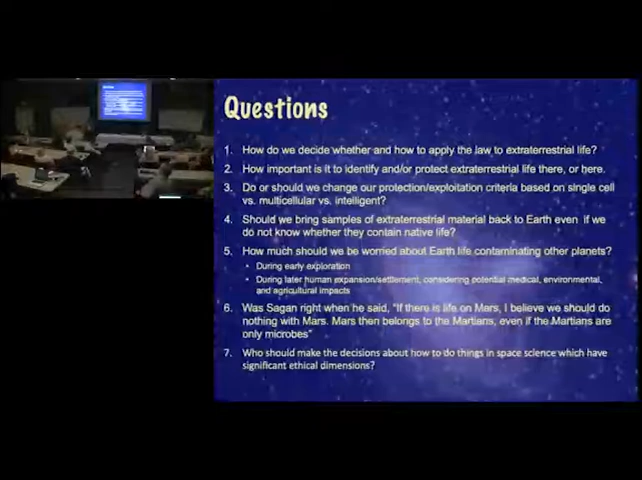 Questions
1. How do we decide whether and how to apply the law to extraterrestrial life?
2. How important is it to identify and/or protect extraterrestrial life there, or here.
3. Do or should we change our protection/exploitation criteria based on single cell
vs. multicellular vs. intelligent?
4. Should we bring samples of extraterrestrial material back to Earth even if we
do not know whether they contain native life?
5. How much should we be worried about Earth life contaminating other planets?
• During early exploration
• During later human expansion/settlement, considering potential medical, environmental,
and agricultural impacts
6. Was Sagan right when he said, "If there is life on Mars, I believe we should do
nothing with Mars. Mars then belongs to the Martians, even if the Martians are
only microbes"
7. Who should make the decisions about how to do things in space science which have
significant ethical dimensions?